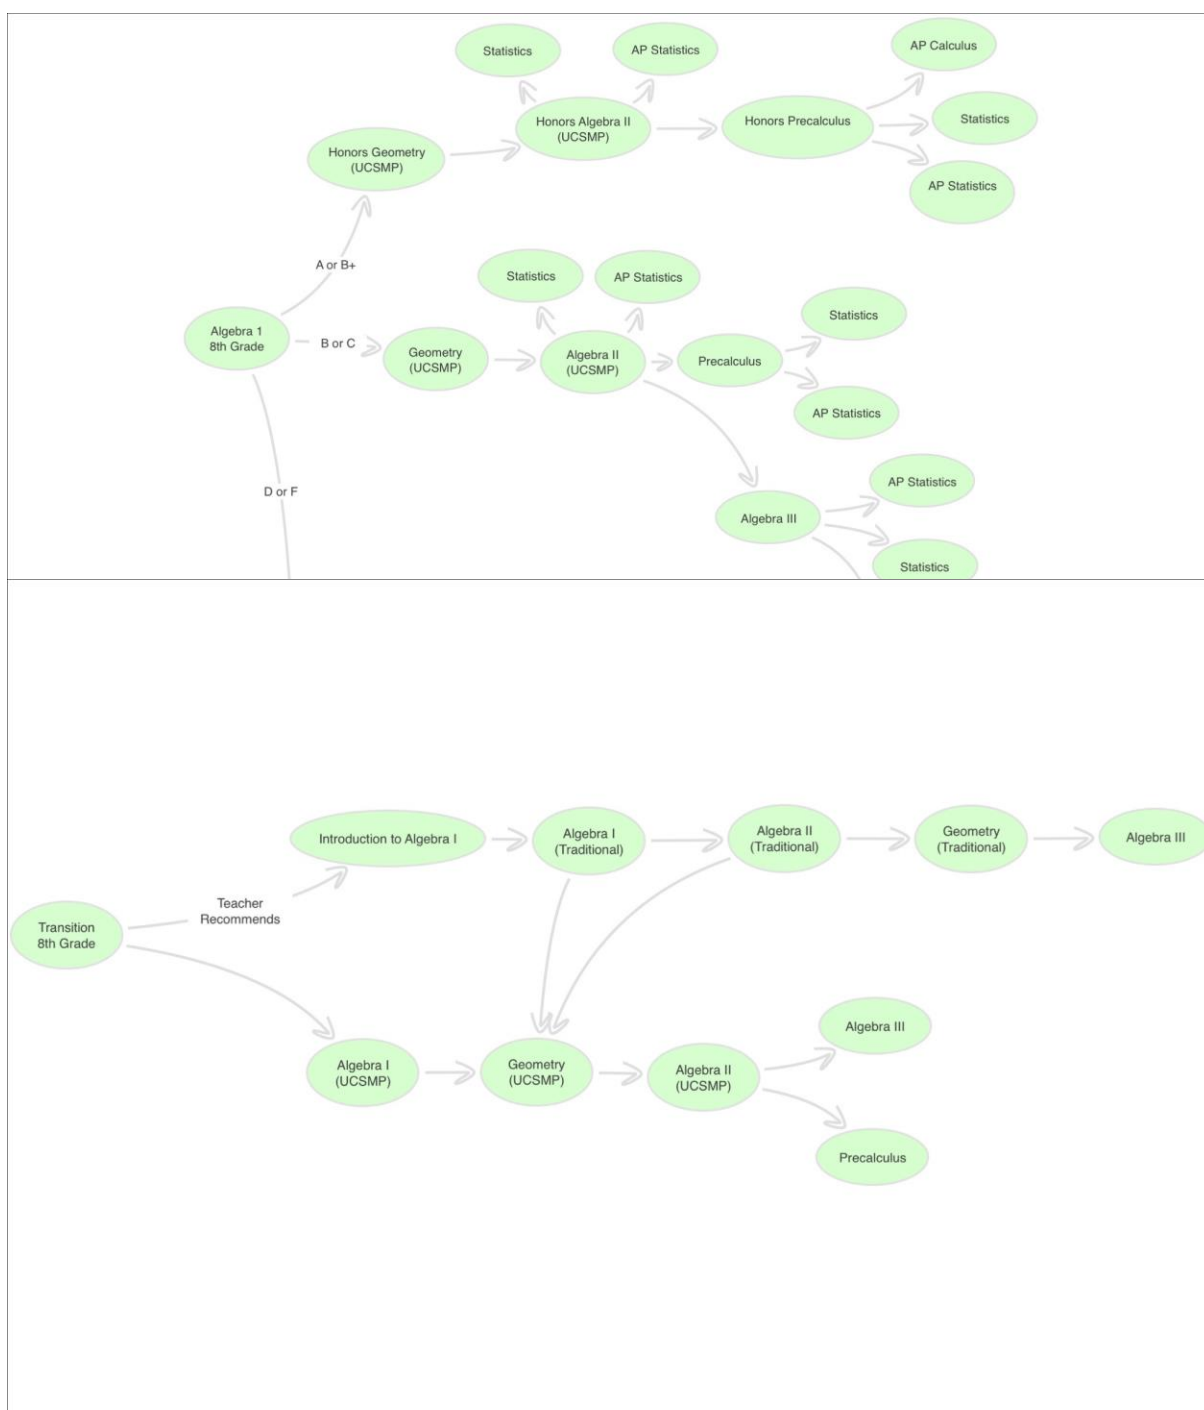 Statistics
AP Statistics
AP Calculus
Honors Algebra II
(UCSMP)
Honors Precalculus
Statistics
Honors Geometry
(UCSMP)
AP Statistics
A or B+
Statistics
AP Statistics
Statistics
Algebra 1
8th Grade
B or C
Geometry
(UCSMP)
Algebra II
(UCSMP)
Precalculus
AP Statistics
D or F
AP Statistics
Algebra III
Statistics
Introduction to Algebra I
Algebra I
(Traditional)
Algebra II
(Traditional)
Geometry
(Traditional)
Algebra III
Teacher
Recommends
Transition
8th Grade
Algebra III
Algebra I
(UCSMP)
Geometry
(UCSMP)
Algebra II
(UCSMP)
Precalculus